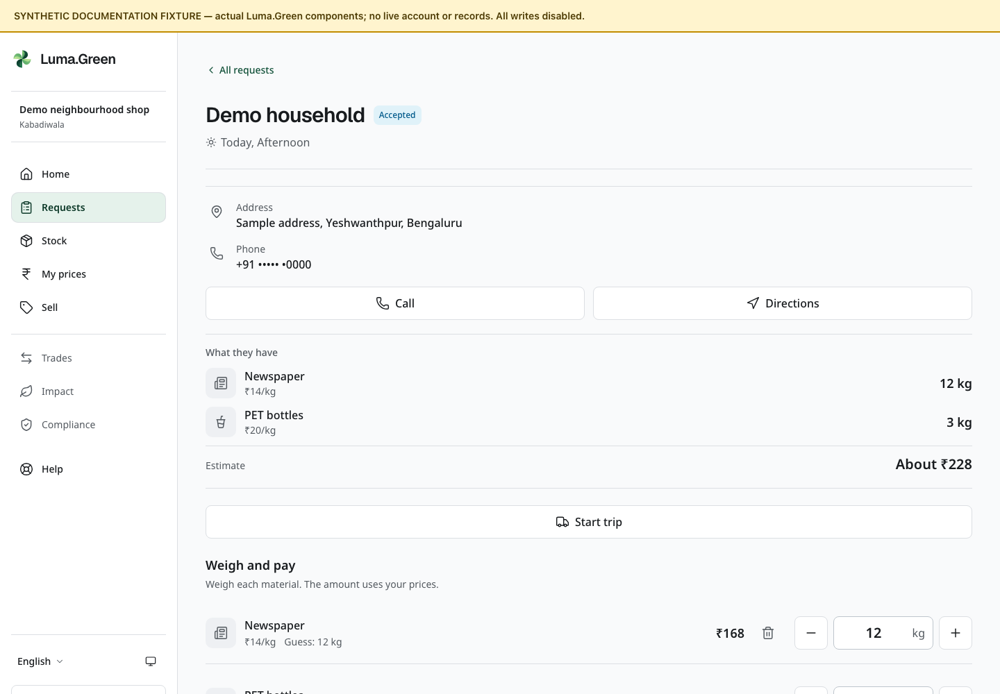 SYNTHETIC DOCUMENTATION FIXTURE — actual Luma.Green components; no live account or records. All writes disabled.
Luma.Green
Demo neighbourhood shop
Kabadiwala
Home
Requests
Stock
My prices
Sell
Trades
Impact
Compliance
Help
English
All requests
Demo household
Accepted
Today, Afternoon
Address
Sample address, Yeshwanthpur, Bengaluru
Phone
+91 ••••• •0000
Call
Directions
What they have
Newspaper
12 kg
₹14/kg
PET bottles
3 kg
₹20/kg
Estimate
About ₹228
Start trip
Weigh and pay
Weigh each material. The amount uses your prices.
Newspaper
₹14/kg Guess: 12 kg
₹168
12 kg
PET bottles